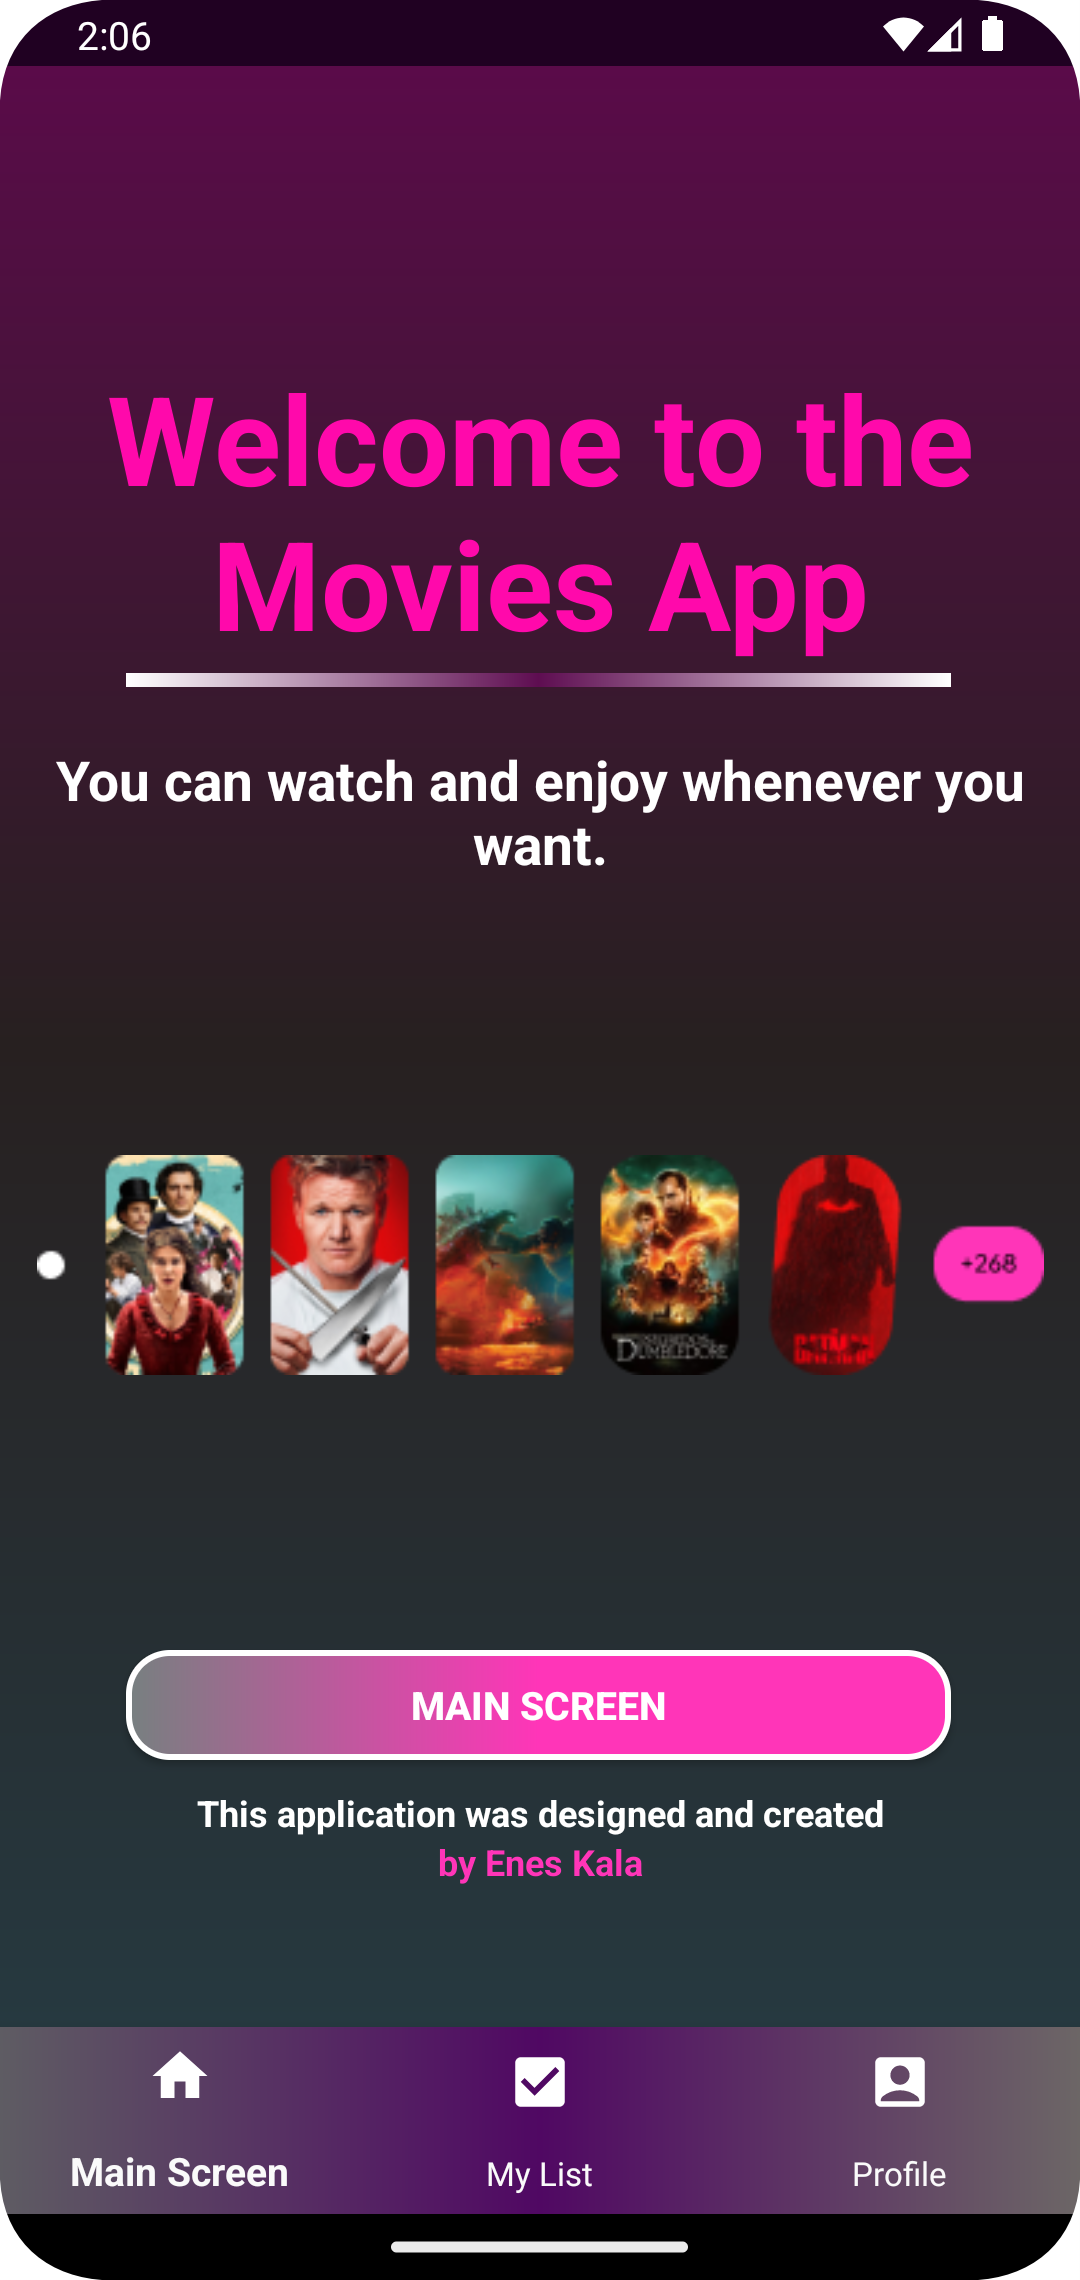 2:06
Welcome to the
Movies App
You can watch and enjoy whenever you
want.
DUMBLEDORE
+268
MAIN SCREEN
This application was designed and created
by Enes Kala
Main Screen
My List
Profile